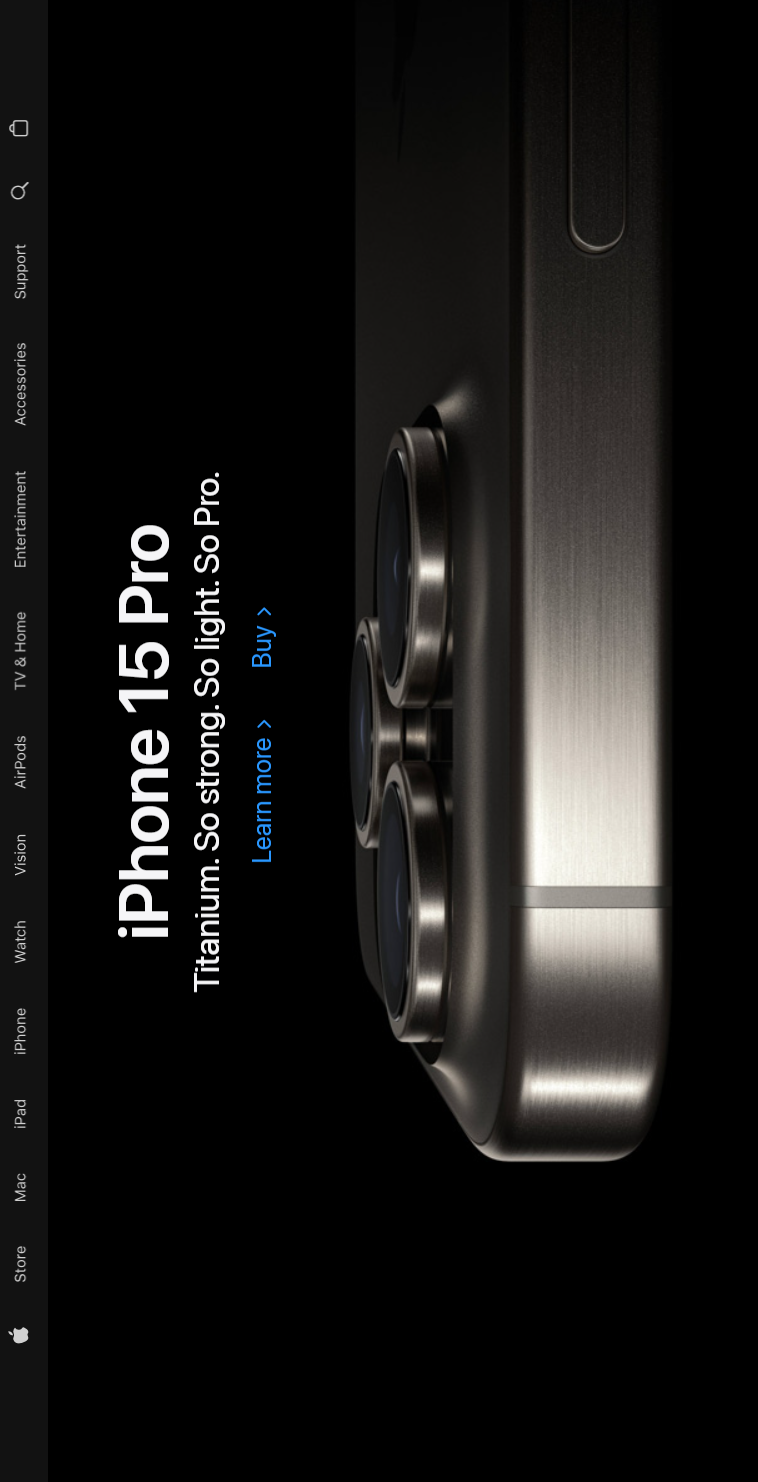 Store Mac iPad iPhone Watch Vision AirPods TV & Home Entertainment Accessories Support
iPhone 15 Pro
Titanium. So strong. So light. So Pro.
Learn more > Buy >